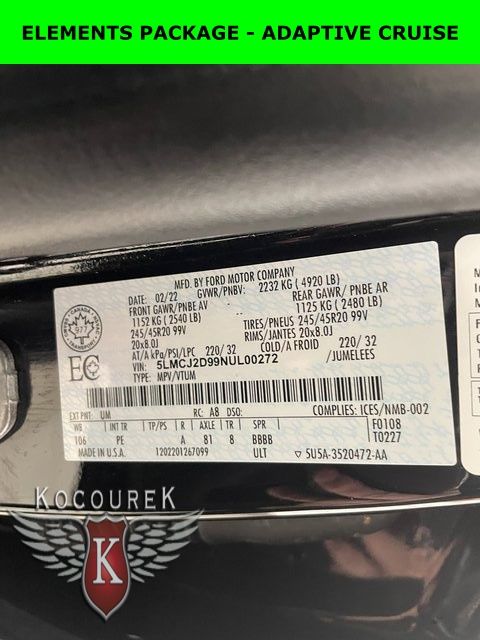 ELEMENTS PACKAGE - ADAPTIVE CRUISE
MFD. BY FORD MOTOR COMPANY
02/22 GVWR/PNBV: 2232 KG ( 4920 LB)
FRONT GAWR/PNBE AV REAR GAWR/ PNBE AR
1152 KG ( 2540 LB) 1125 KG ( 2480 LB)
245/45R20 99V TIRES/PNEUS 245/45R20 99V
20x8.0J RIMS/JANTES 20x8.0J
AT/A kPa/PSI/LPC 220/ 32 COLD/A FROID 220/ 32
VIN: 5LMCJ2D99NUL00272 /JUMELEES
TYPE: MPV/VTUM
EXT PNT: UM RC: A8 DSO: COMPLIES: ICES/NMB-002
WB INT TR TP/PS R AXLE TR SPR F0108
106 PE A 81 8 BBBB T0227
MADE IN U.S.A. 1202201267099 ULT ▽ 5U5A-3520472-AA
KOCOUREK
K